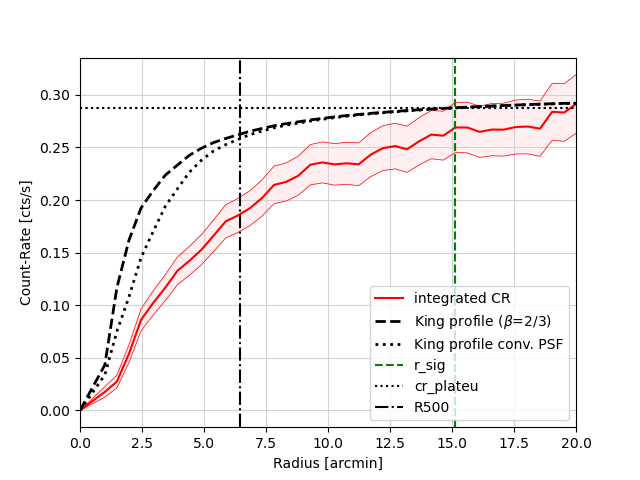 0.30
0.25
0.20
0.15
0.10
0.05
0.00
Count-Rate [cts/s]
integrated CR
King profile (β=2/3)
King profile conv. PSF
r_sig
cr_plateu
R500
0.0 2.5 5.0 7.5 10.0 12.5 15.0 17.5 20.0
Radius [arcmin]